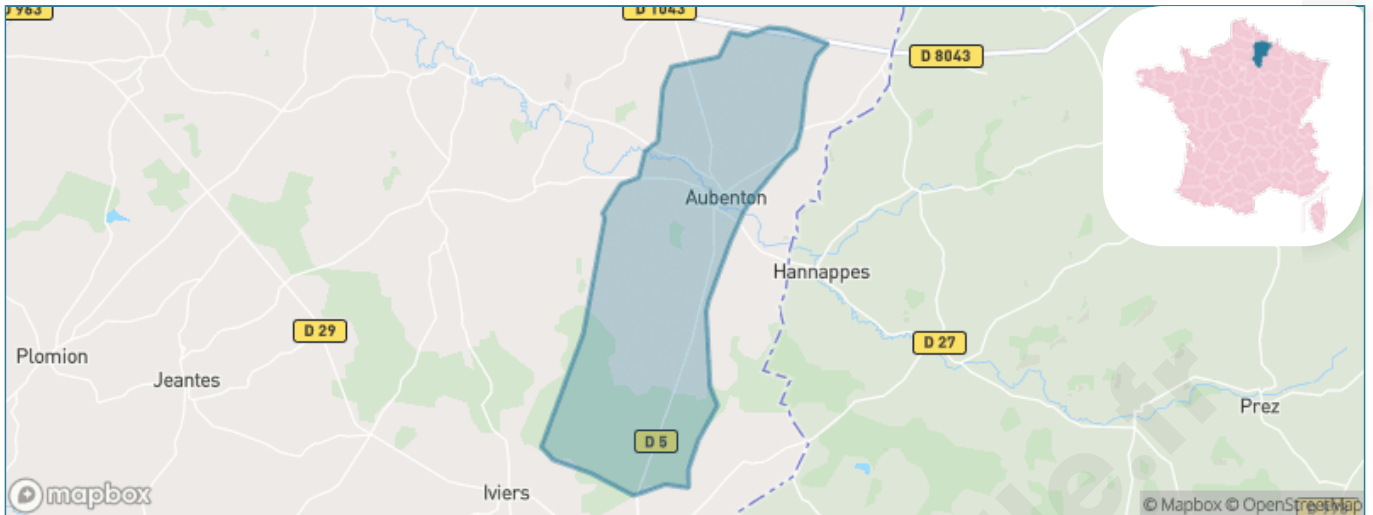 D 963
D 1043
D 8043
Aubenton
Hannappes
D 29
D 27
Plomion
Jeantes
Prez
D 5
Iviers
mapbox
© Mapbox © OpenStreetMap